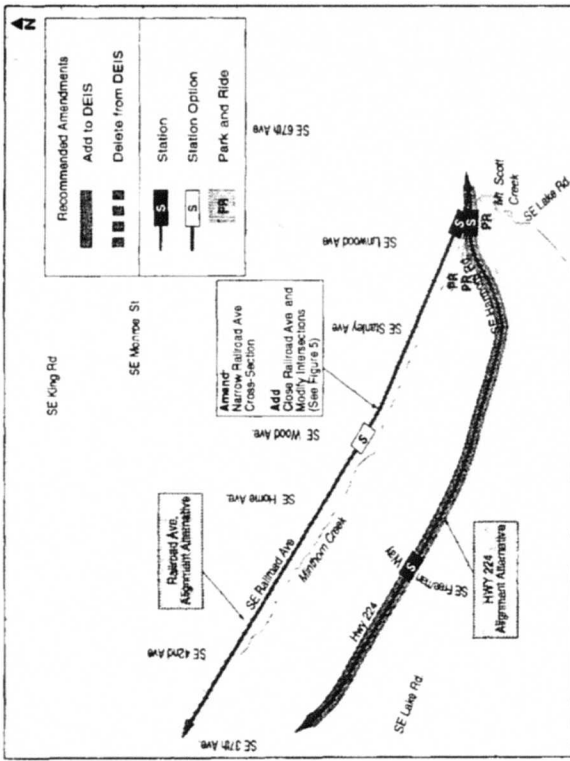 N
Recommended Amendments
Add to DEIS
Delete from DEIS
S
Station
S
Station Option
PR
Park and Ride
SE King Rd
SE Monroe St
SE 67th Ave
SE Linwood Ave
SE Stanley Ave
SE Wood Ave.
SE Home Ave.
SE 42nd Ave
SE 37th Ave.
Amend
Narrow Railroad Ave
Cross-Section
Add
Close Railroad Ave and
Modify Intersections
(See Figure 5)
Railroad Ave,
Alignment Alternative
SE Railroad Ave
Minthorn Creek
S
S
S
PR
PR
PR
Mt Scott
Creek
SE Lake Rd
Hwy 224
SE Freeman
Way
S
HWY 224
Alignment Alternative
SE Lake Rd